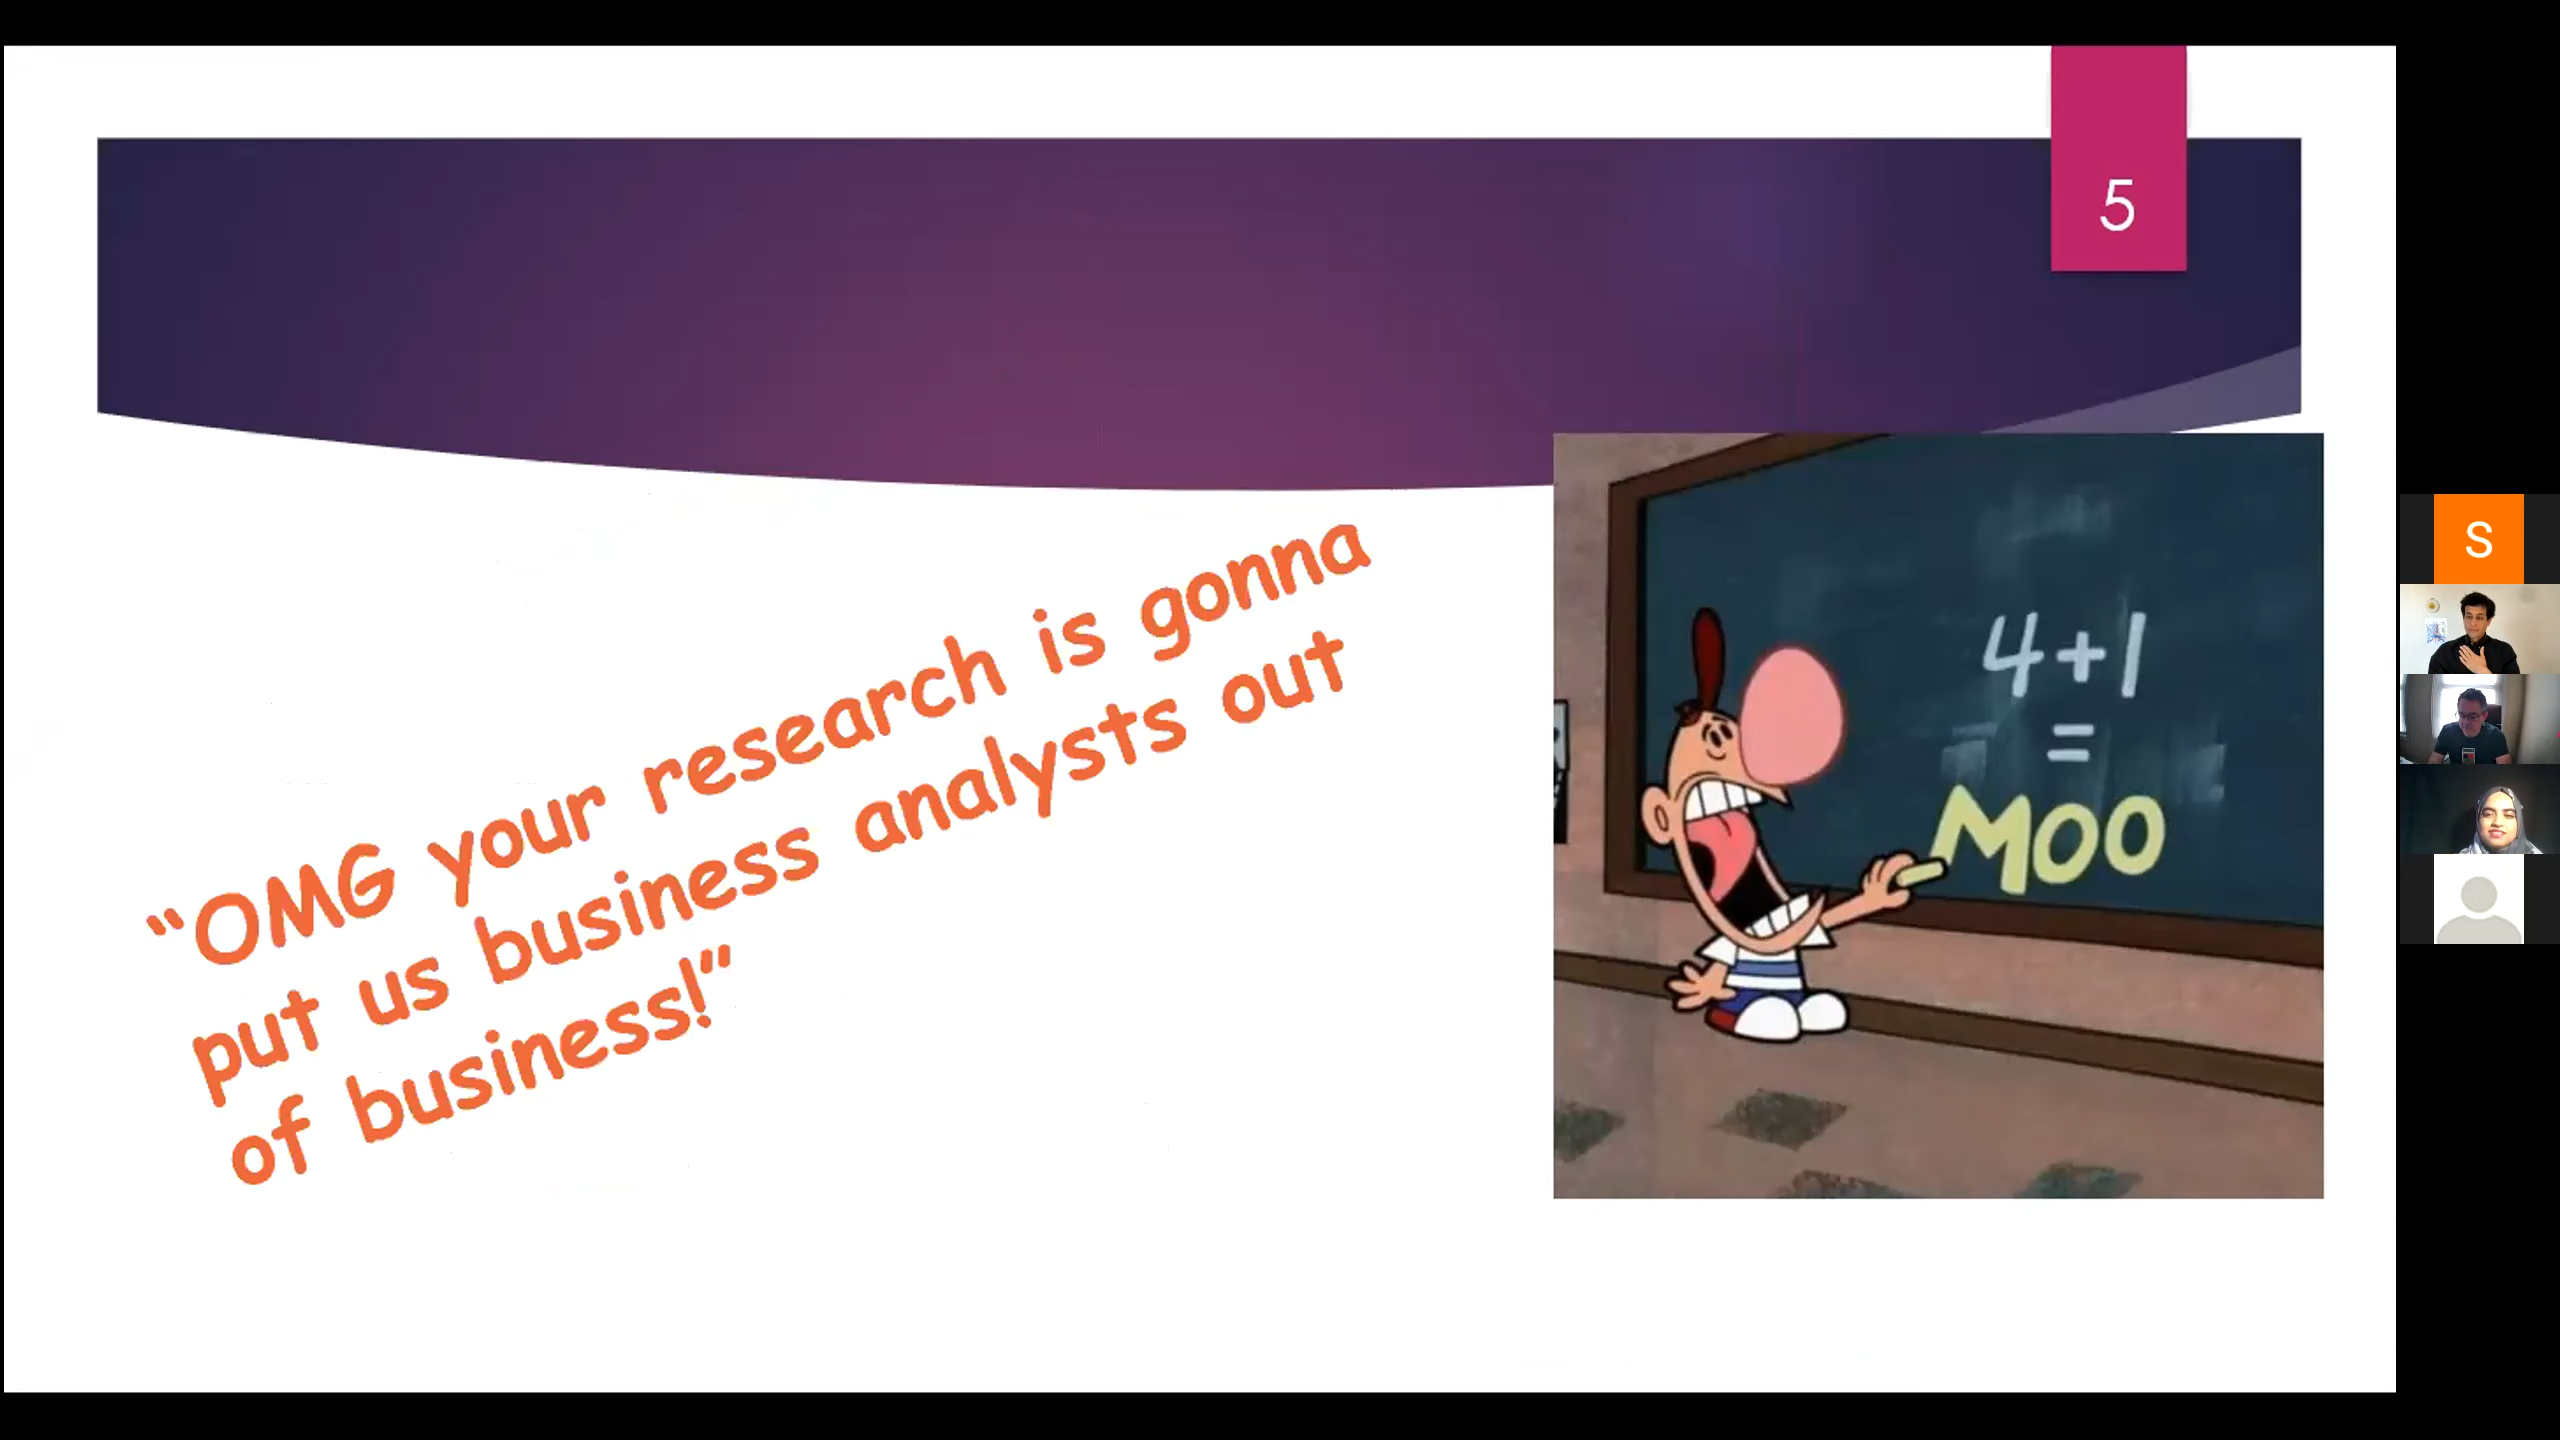 5
“OMG your research is gonna
put us business analysts out
of business!”
4+1
=
MOO
S